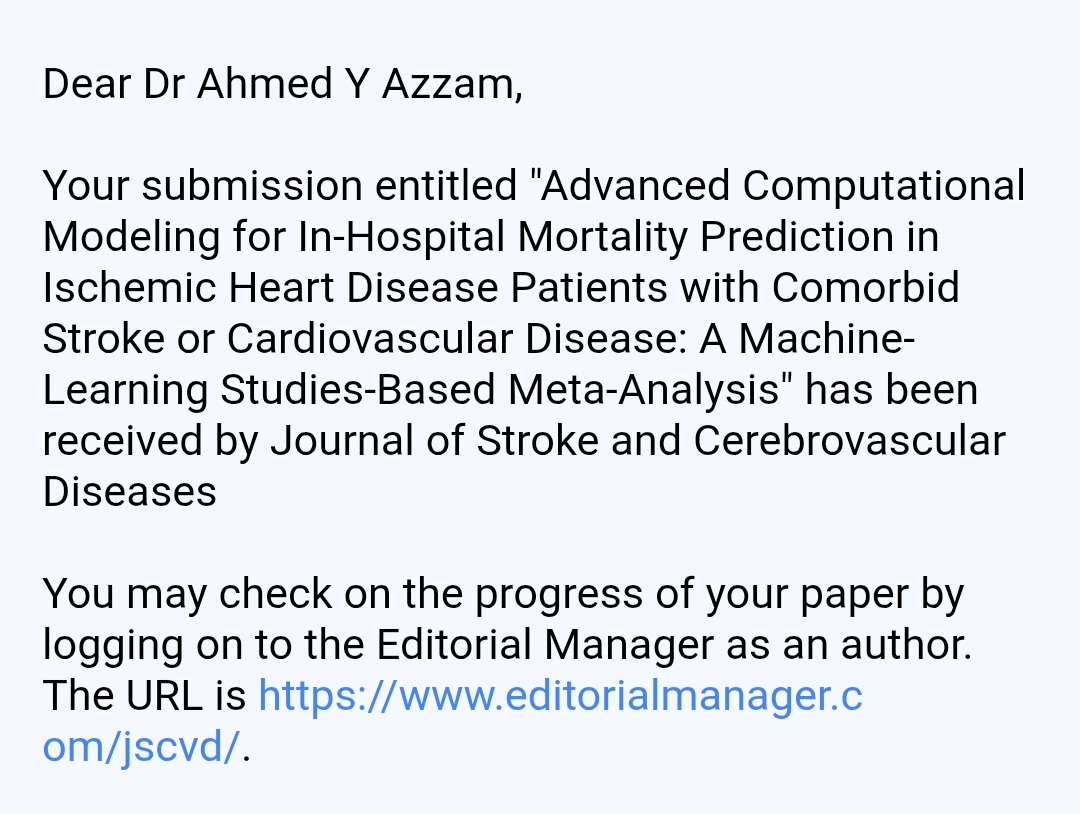 Dear Dr Ahmed Y Azzam,
Your submission entitled "Advanced Computational
Modeling for In-Hospital Mortality Prediction in
Ischemic Heart Disease Patients with Comorbid
Stroke or Cardiovascular Disease: A Machine-
Learning Studies-Based Meta-Analysis" has been
received by Journal of Stroke and Cerebrovascular
Diseases
You may check on the progress of your paper by
logging on to the Editorial Manager as an author.
The URL is https://www.editorialmanager.c
om/jscvd/.